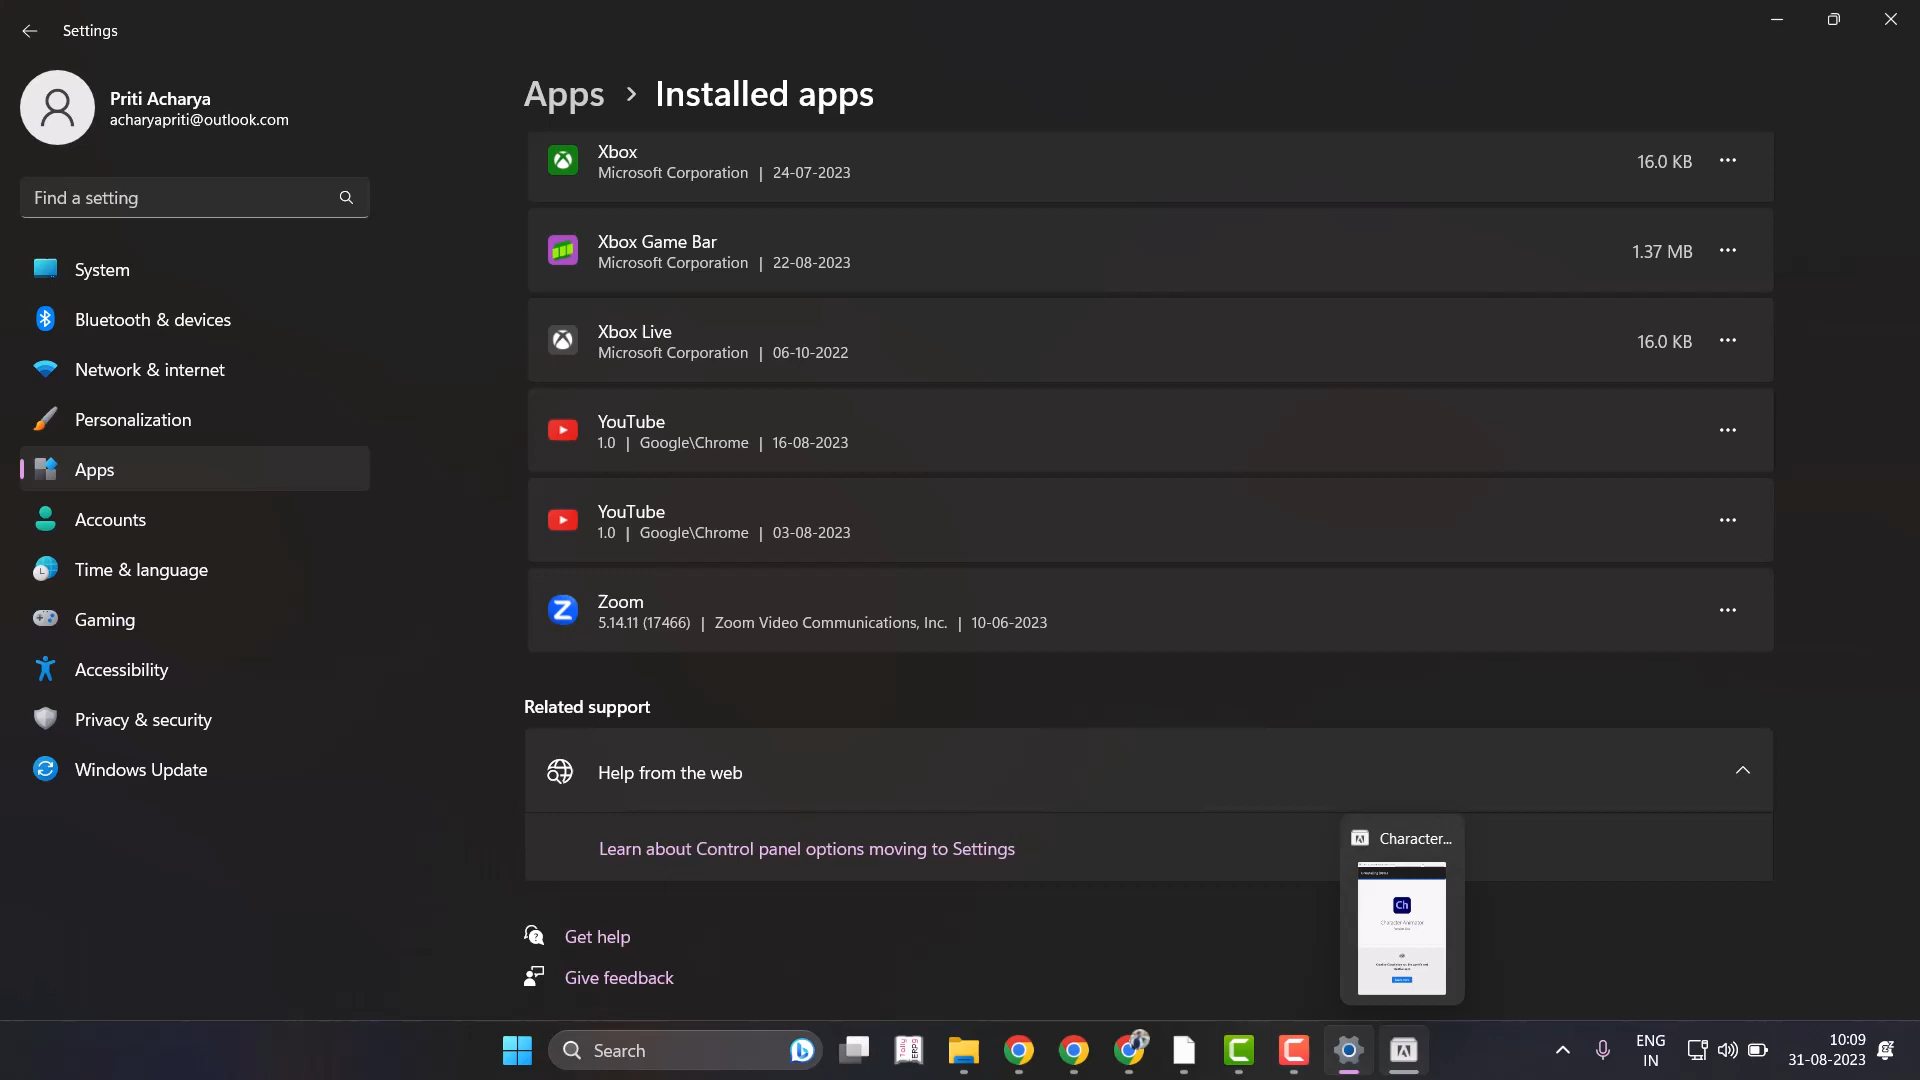 Settings
Priti Acharya
acharyapriti@outlook.com
Find a setting
System
Bluetooth & devices
Network & internet
Personalization
Apps
Accounts
Time & language
Gaming
Accessibility
Privacy & security
Windows Update
Apps > Installed apps
Xbox
Microsoft Corporation | 24-07-2023
16.0 KB
Xbox Game Bar
Microsoft Corporation | 22-08-2023
1.37 MB
Xbox Live
Microsoft Corporation | 06-10-2022
16.0 KB
YouTube
1.0 | Google\Chrome | 16-08-2023
YouTube
1.0 | Google\Chrome | 03-08-2023
Zoom
5.14.11 (17466) | Zoom Video Communications, Inc. | 10-06-2023
Related support
Help from the web
Learn about Control panel options moving to Settings
Get help
Give feedback
Character...
Ch
Character Animator
Search
ENG
IN
10:09
31-08-2023